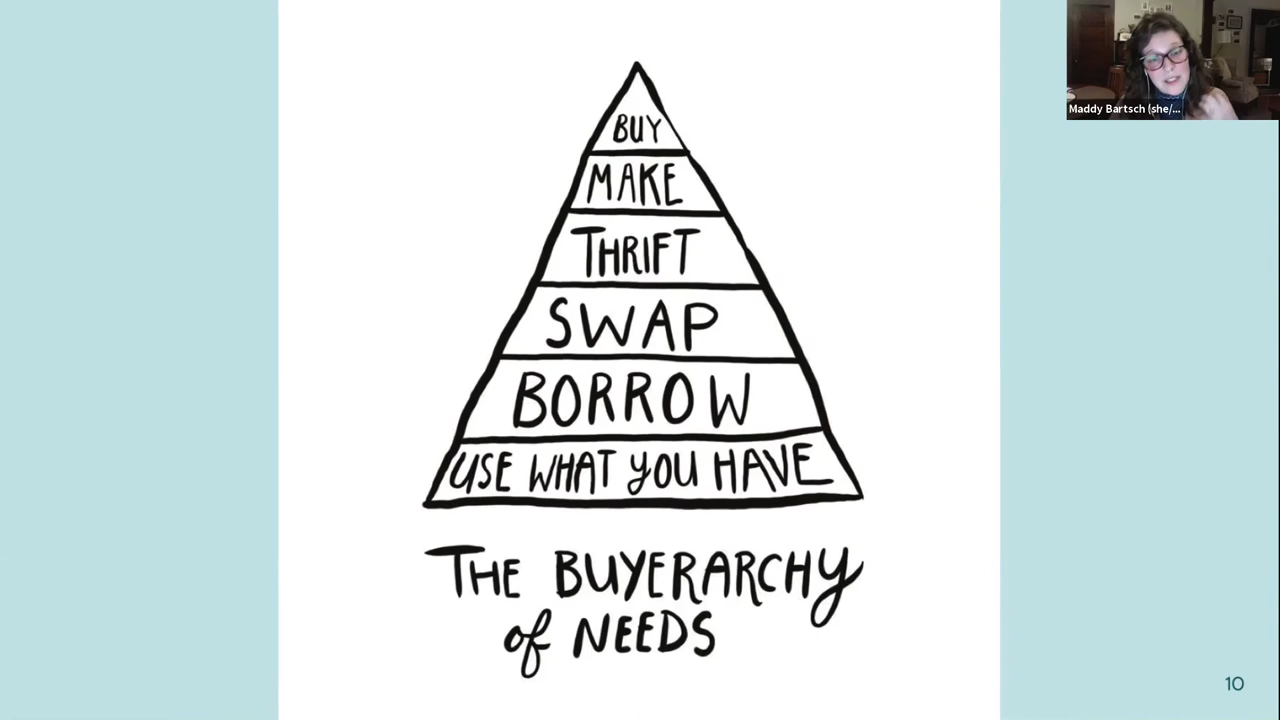 Maddy Bartsch (she/...
BUY
MAKE
THRIFT
SWAP
BORROW
USE WHAT YOU HAVE
THE BUYERARCHY
of NEEDS
10